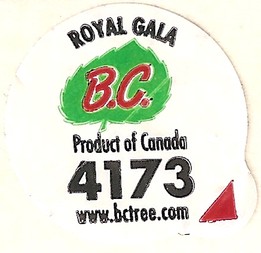 ROYAL GALA
B.C.
Product of Canada
4173
www.bctree.com